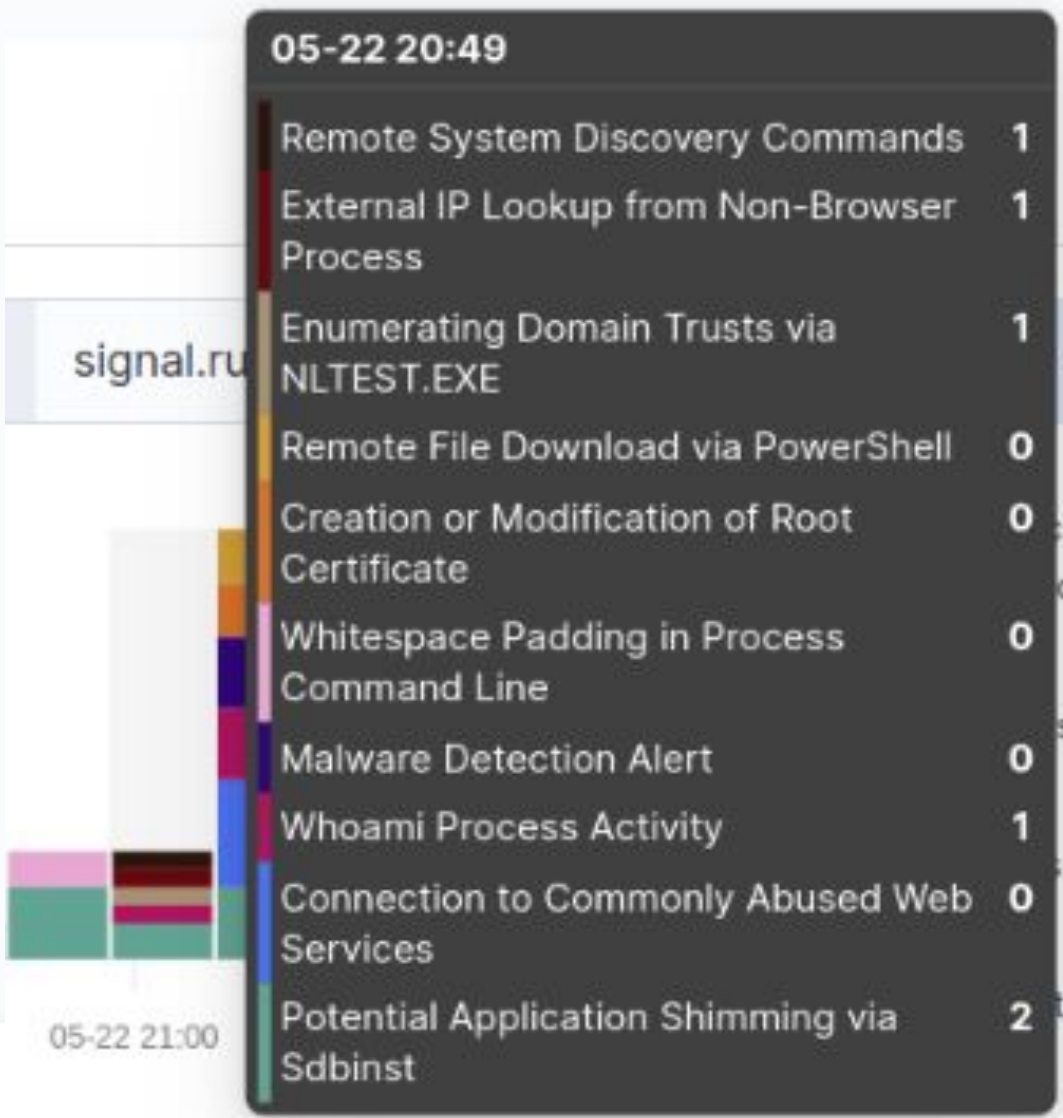 05-22 20:49
Remote System Discovery Commands 1
External IP Lookup from Non-Browser 1
Process
Enumerating Domain Trusts via 1
NLTEST.EXE
signal.ru
Remote File Download via PowerShell 0
Creation or Modification of Root 0
Certificate
Whitespace Padding in Process 0
Command Line
Malware Detection Alert 0
Whoami Process Activity 1
Connection to Commonly Abused Web 0
Services
Potential Application Shimming via 2
Sdbinst
05-22 21:00